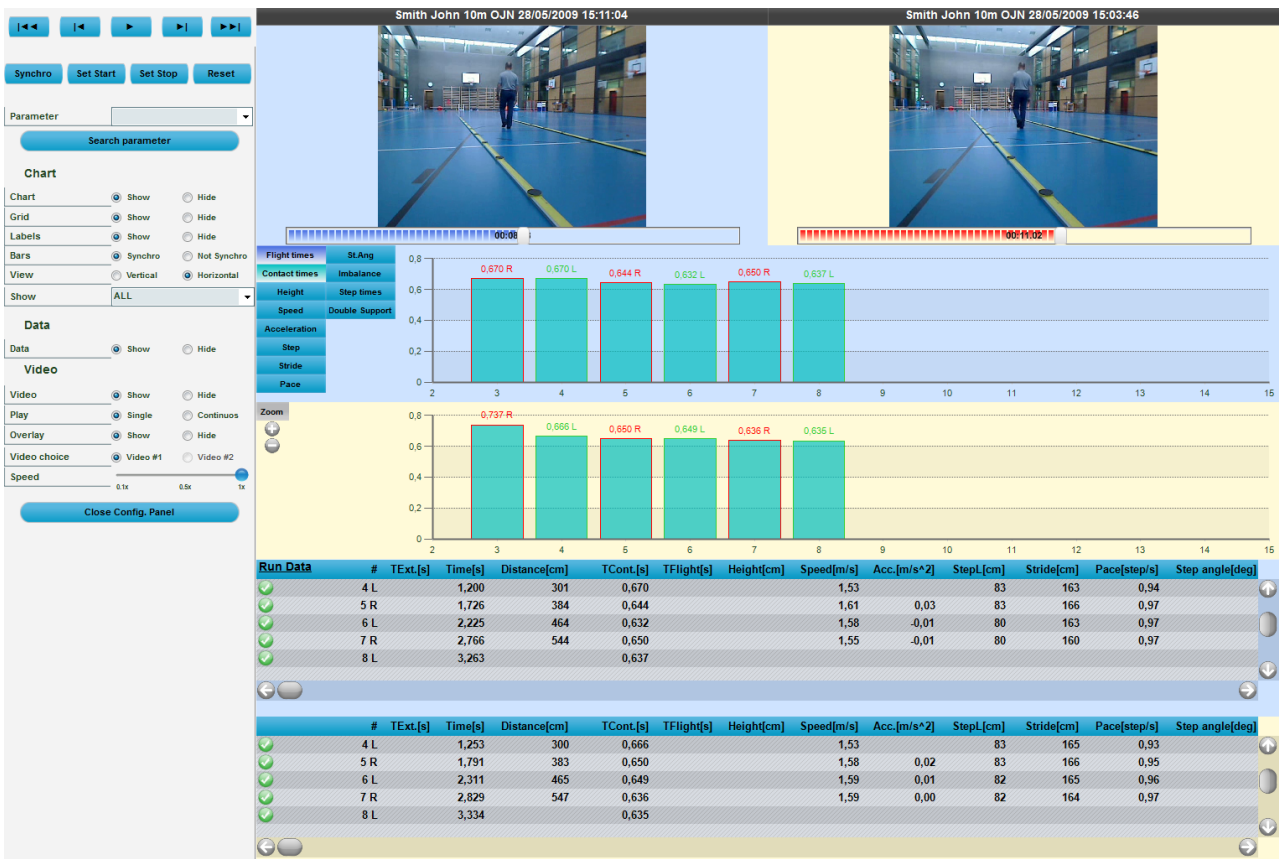 Smith John 10m OJN 28/05/2009 15:11:04
Smith John 10m OJN 28/05/2009 15:03:46
Synchro Set Start Set Stop Reset
Parameter
Search parameter
Chart
Chart Show Hide
Grid Show Hide
Labels Show Hide
Bars Synchro Not Synchro
View Vertical Horizontal
Show ALL
Data
Data Show Hide
Video
Video Show Hide
Play Single Continuos
Overlay Show Hide
Video choice Video #1 Video #2
Speed
0.1x 0.5x 1x
Close Config. Panel
00:11.02
Flight times St.Ang
Contact times Imbalance
Height Step times
Speed Double Support
Acceleration
Step
Stride
Pace
0,8
0,6
0,4
0,2
0
0,670 R 0,670 L 0,644 R 0,632 L 0,650 R 0,637 L
2 3 4 5 6 7 8 9 10 11 12 13 14 15
Zoom
0,8
0,6
0,4
0,2
0
0,737 R 0,666 L 0,650 R 0,649 L 0,636 R 0,635 L
2 3 4 5 6 7 8 9 10 11 12 13 14 15
Run Data # TExt.[s] Time[s] Distance[cm] TCont.[s] TFlight[s] Height[cm] Speed[m/s] Acc.[m/s^2] StepL[cm] Stride[cm] Pace[step/s] Step angle[deg]
4 L 1,200 301 0,670 1,53 83 163 0,94
5 R 1,726 384 0,644 1,61 0,03 83 166 0,97
6 L 2,225 464 0,632 1,58 -0,01 80 163 0,97
7 R 2,766 544 0,650 1,55 -0,01 80 160 0,97
8 L 3,263 0,637
# TExt.[s] Time[s] Distance[cm] TCont.[s] TFlight[s] Height[cm] Speed[m/s] Acc.[m/s^2] StepL[cm] Stride[cm] Pace[step/s] Step angle[deg]
4 L 1,253 300 0,666 1,53 83 165 0,93
5 R 1,791 383 0,650 1,58 0,02 83 166 0,95
6 L 2,311 465 0,649 1,59 0,01 82 165 0,96
7 R 2,829 547 0,636 1,59 0,00 82 164 0,97
8 L 3,334 0,635